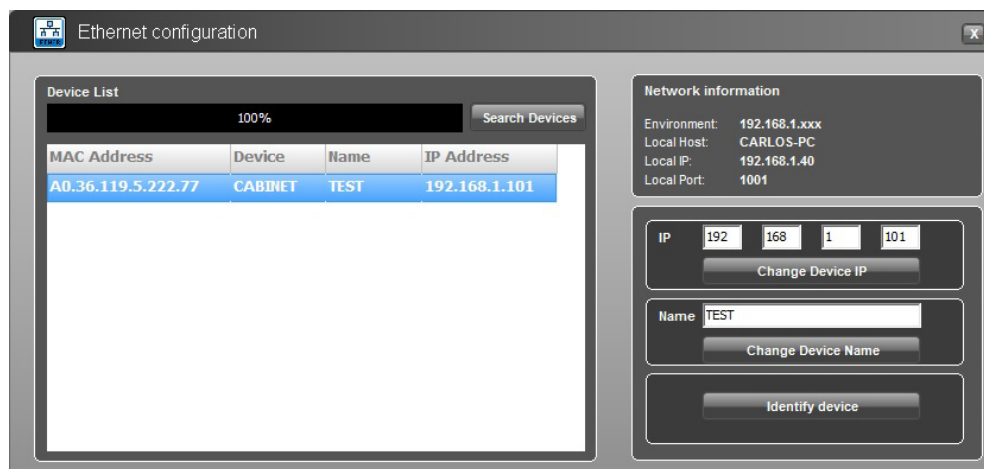 Ethernet configuration
X
Device List
100%
Search Devices
MAC Address Device Name IP Address
A0.36.119.5.222.77 CABINET TEST 192.168.1.101
Network information
Environment: 192.168.1.xxx
Local Host: CARLOS-PC
Local IP: 192.168.1.40
Local Port: 1001
IP 192 168 1 101
Change Device IP
Name TEST
Change Device Name
Identify device